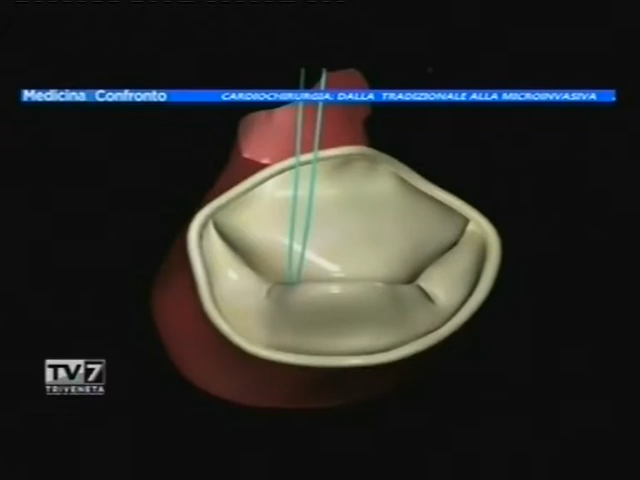 Medicina Confronto
CARDIOCHIRURGIA: DALLA TRADIZIONALE ALLA MICROINVASIVA
TV7
TRIVENETA